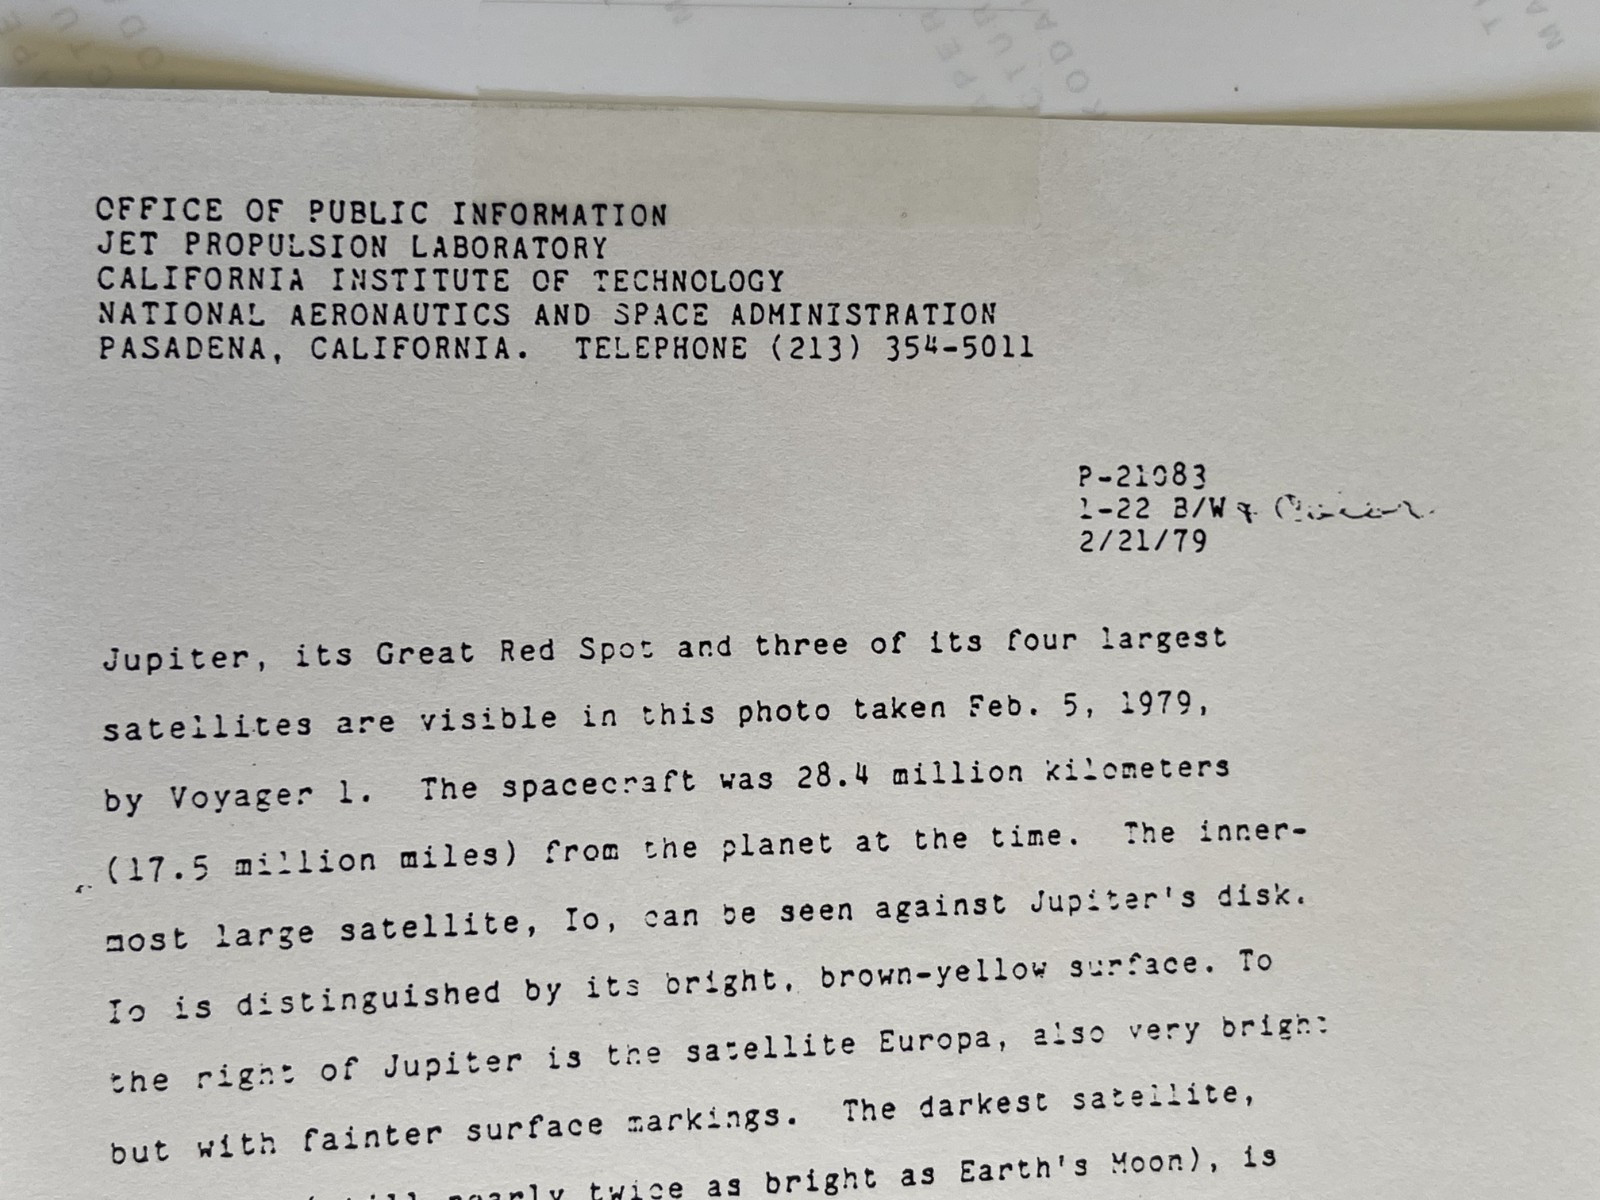 OFFICE OF PUBLIC INFORMATION
JET PROPULSION LABORATORY
CALIFORNIA INSTITUTE OF TECHNOLOGY
NATIONAL AERONAUTICS AND SPACE ADMINISTRATION
PASADENA, CALIFORNIA. TELEPHONE (213) 354-5011
P-21083
1-22 B/W &
2/21/79
Jupiter, its Great Red Spot and three of its four largest
satellites are visible in this photo taken Feb. 5, 1979,
by Voyager 1. The spacecraft was 28.4 million kilometers
(17.5 million miles) from the planet at the time. The inner-
most large satellite, Io, can be seen against Jupiter's disk.
Io is distinguished by its bright, brown-yellow surface. To
the right of Jupiter is the satellite Europa, also very bright
but with fainter surface markings. The darkest satellite,
nearly twice as bright as Earth's Moon), is